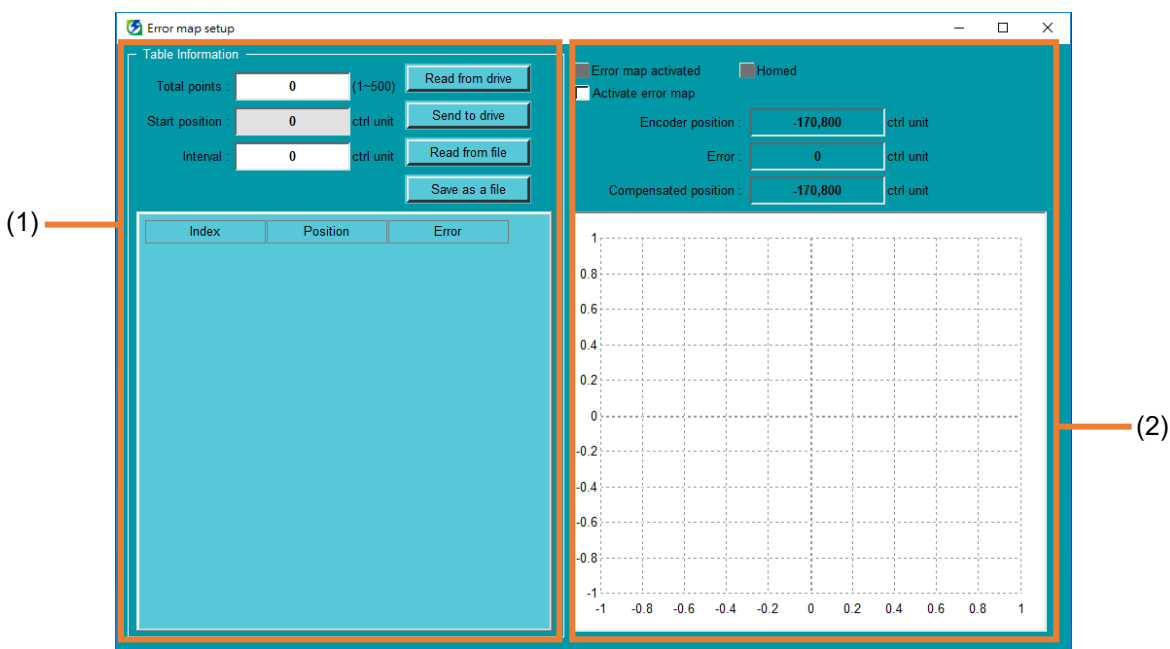 Error map setup
Table Information
Total points : 0 (1~500) Read from drive
Start position : 0 ctrl unit Send to drive
Interval : 0 ctrl unit Read from file
Save as a file
Index Position Error
(1)
Error map activated Homed
Activate error map
Encoder position : -170,800 ctrl unit
Error : 0 ctrl unit
Compensated position : -170,800 ctrl unit
1
0.8
0.6
0.4
0.2
0
-0.2
-0.4
-0.6
-0.8
-1
-1 -0.8 -0.6 -0.4 -0.2 0 0.2 0.4 0.6 0.8 1
(2)